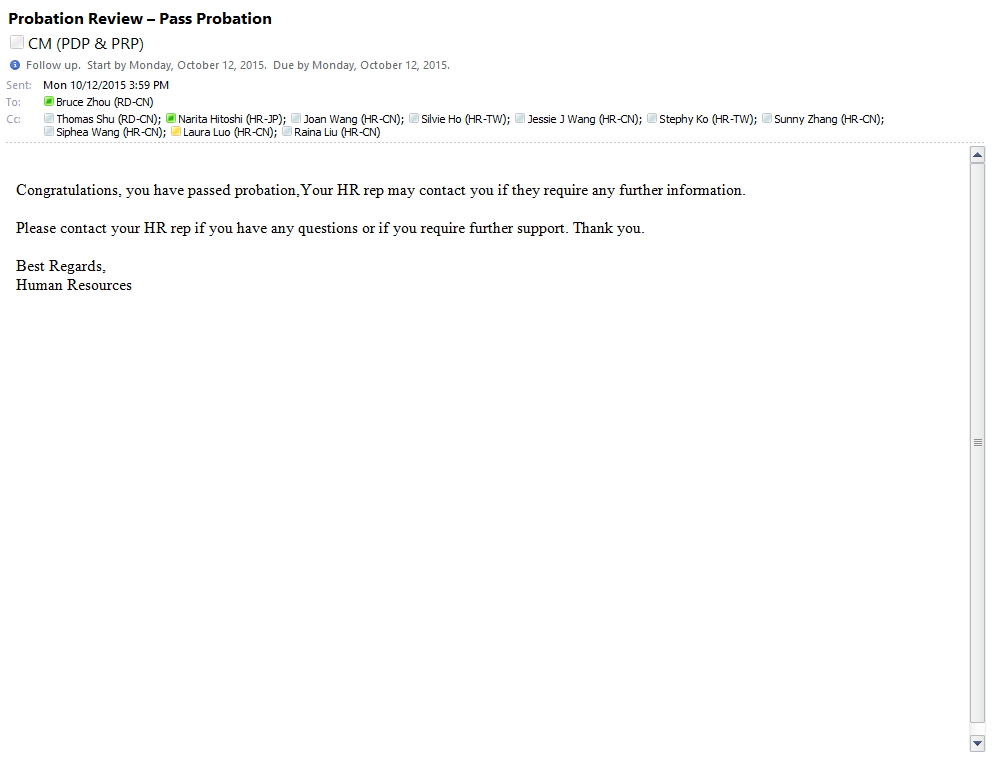 Probation Review – Pass Probation
CM (PDP & PRP)
Follow up. Start by Monday, October 12, 2015. Due by Monday, October 12, 2015.
Sent: Mon 10/12/2015 3:59 PM
To: Bruce Zhou (RD-CN)
Cc: Thomas Shu (RD-CN); Narita Hitoshi (HR-JP); Joan Wang (HR-CN); Silvie Ho (HR-TW); Jessie J Wang (HR-CN); Stephy Ko (HR-TW); Sunny Zhang (HR-CN);
Siphea Wang (HR-CN); Laura Luo (HR-CN); Raina Liu (HR-CN)
Congratulations, you have passed probation,Your HR rep may contact you if they require any further information.
Please contact your HR rep if you have any questions or if you require further support. Thank you.
Best Regards,
Human Resources